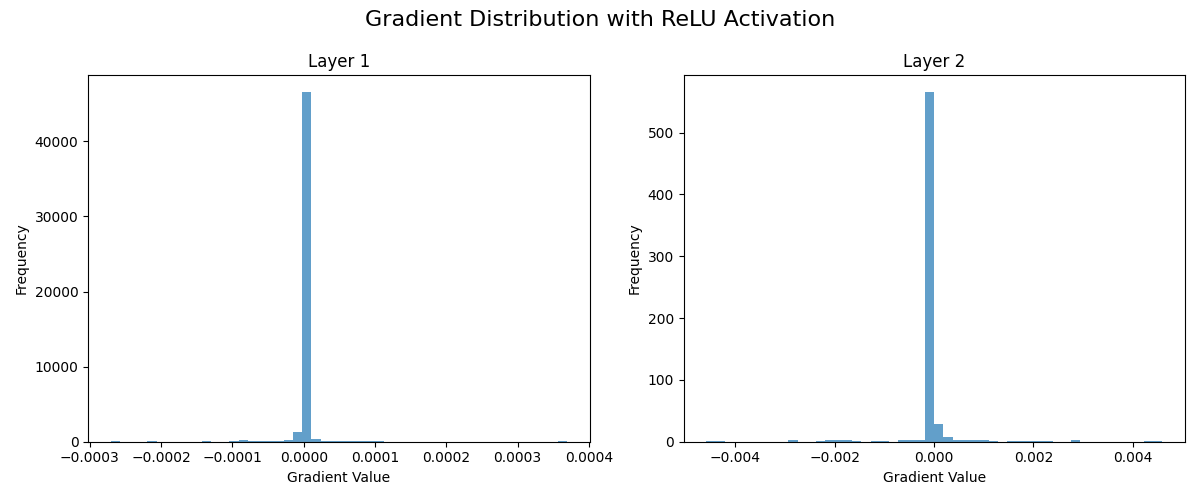 Gradient Distribution with ReLU Activation
Layer 1
Layer 2
Frequency
40000
30000
20000
10000
0
−0.0003 −0.0002 −0.0001 0.0000 0.0001 0.0002 0.0003 0.0004
Gradient Value
Frequency
500
400
300
200
100
0
−0.004 −0.002 0.000 0.002 0.004
Gradient Value